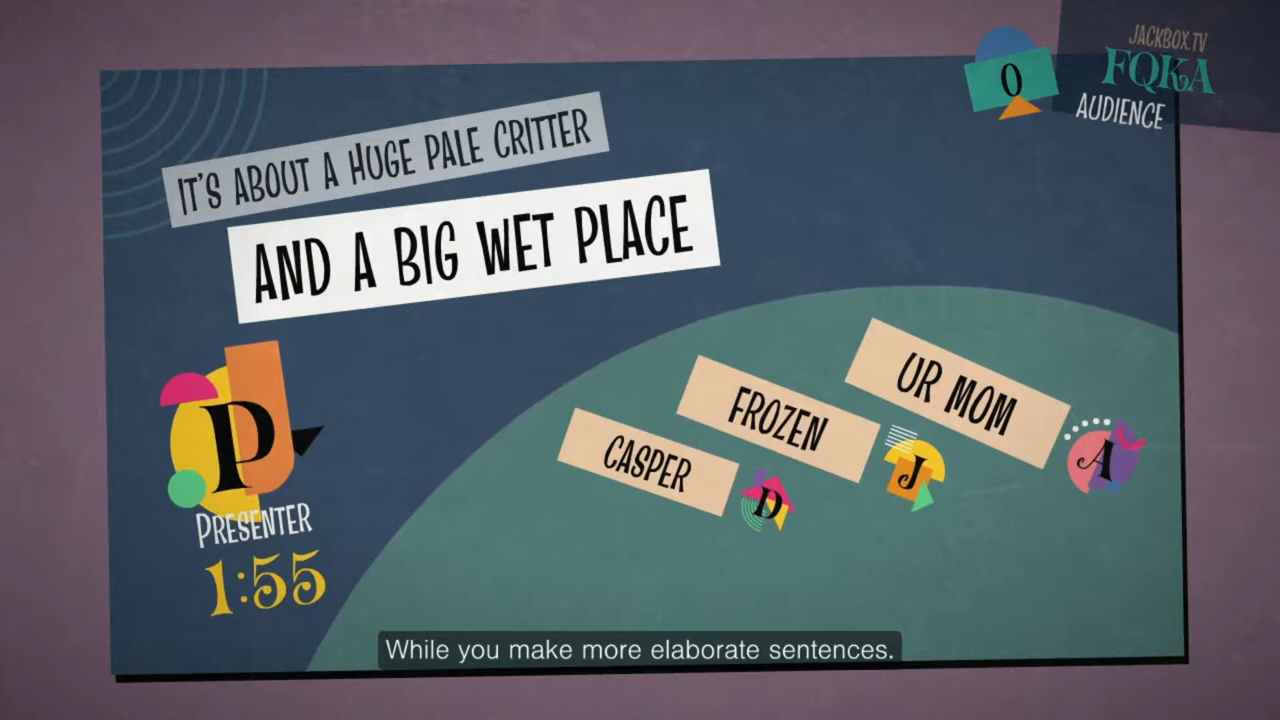 JACKBOX.TV
FQKA
0
AUDIENCE
IT'S ABOUT A HUGE PALE CRITTER
AND A BIG WET PLACE
UR MOM
A
FROZEN
J
CASPER
D
P
PRESENTER
1:55
While you make more elaborate sentences.